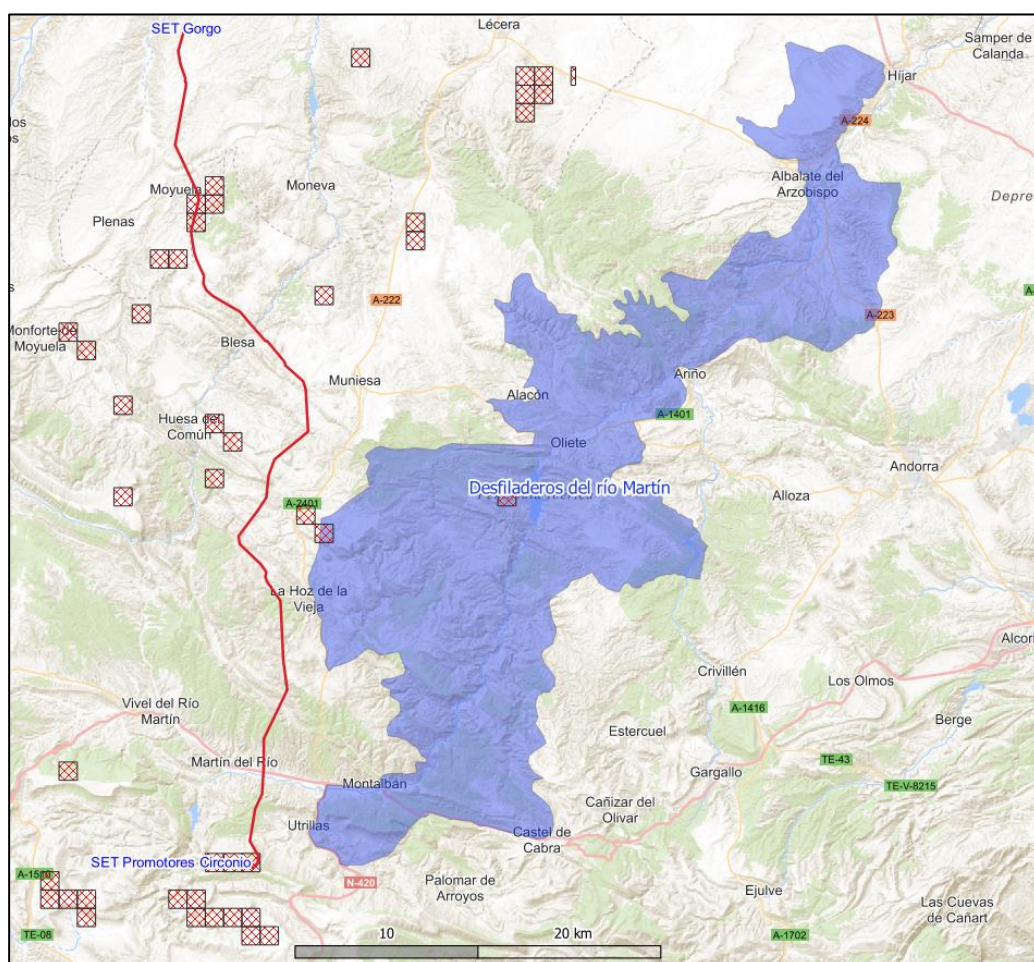 SET Gorgo
Lécera
Samper de
Calanda
Híjar
A-224
Moyuela
Moneva
Albalate del
Arzobispo
Plenas
Depre
A-222
A-223
Monforte de
Moyuela
Blesa
Muniesa
Ariño
Alacón
Huesa del
Común
A-1401
Oliete
Andorra
Desfiladeros del río Martín
Alloza
A-2401
La Hoz de la
Vieja
Alcori
Crivillén
Los Olmos
Vivel del Río
Martín
A-1416
Berge
Estercuel
Martín del Río
TE-43
Gargallo
Montalbán
TE-V-8215
Cañizar del
Olivar
Utrillas
Castel de
Cabra
SET Promotores Circonio
N-420
Palomar de
Arroyos
Ejulve
Las Cuevas
de Cañart
TE-08
A-1702
10
20 km